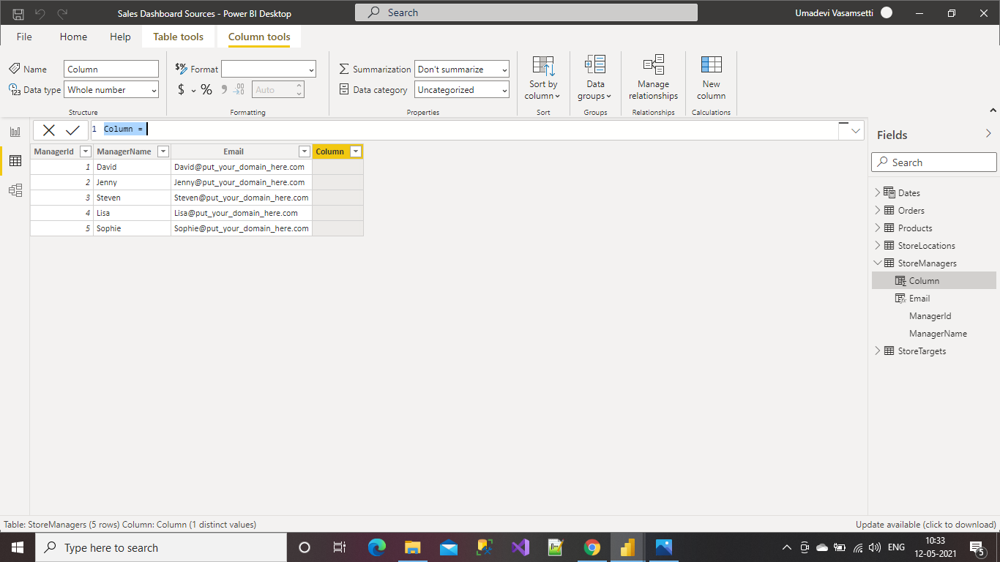 Sales Dashboard Sources - Power BI Desktop
Search
Umadevi Vasamsetti
File Home Help Table tools Column tools
Name Column
Data type Whole number
Structure
$% Format
$ % 9 .00 Auto
Formatting
Summarization Don't summarize
Data category Uncategorized
Properties
Sort by column
Sort
Data groups
Groups
Manage relationships
Relationships
New column
Calculations
1 Column =
ManagerId ManagerName Email Column
1 David David@put_your_domain_here.com
2 Jenny Jenny@put_your_domain_here.com
3 Steven Steven@put_your_domain_here.com
4 Lisa Lisa@put_your_domain_here.com
5 Sophie Sophie@put_your_domain_here.com
Fields
Search
Dates
Orders
Products
StoreLocations
StoreManagers
Column
Email
ManagerId
ManagerName
StoreTargets
Table: StoreManagers (5 rows) Column: Column (1 distinct values)
Update available (click to download)
Type here to search
ENG
10:33
12-05-2021
5